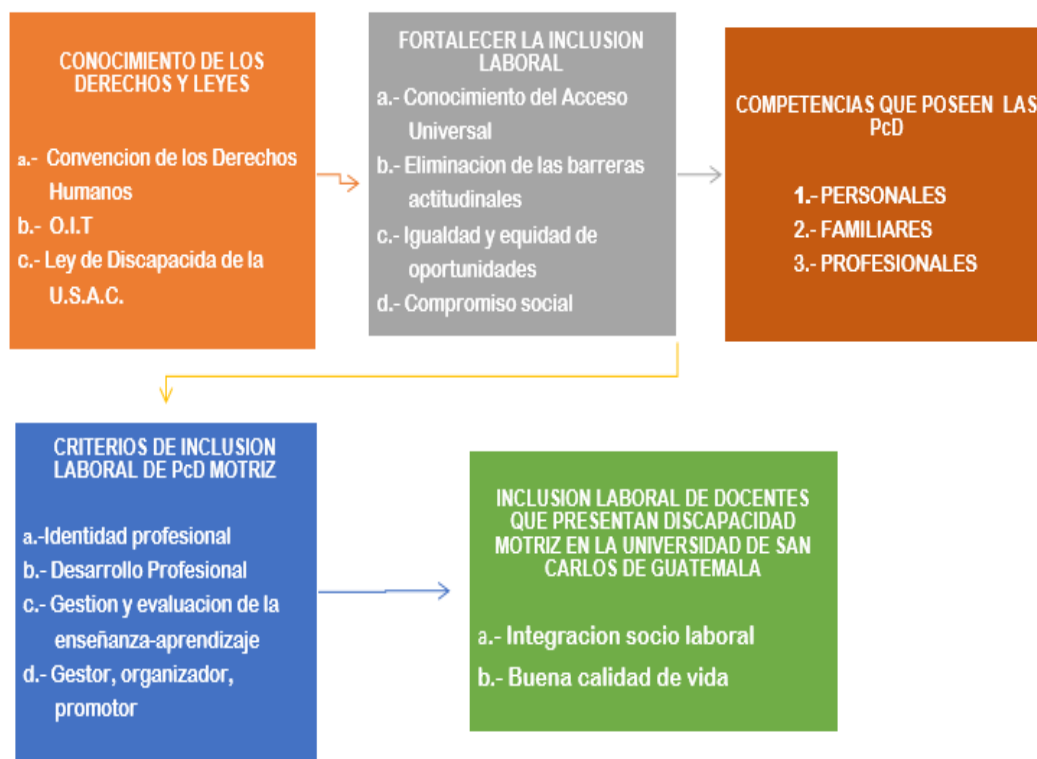 CONOCIMIENTO DE LOS
DERECHOS Y LEYES
a.- Convencion de los Derechos
Humanos
b.- O.I.T
c.- Ley de Discapacida de la
U.S.A.C.
FORTALECER LA INCLUSION
LABORAL
a.- Conocimiento del Acceso
Universal
b.- Eliminacion de las barreras
actitudinales
c.- Igualdad y equidad de
oportunidades
d.- Compromiso social
COMPETENCIAS QUE POSEEN LAS
PcD
1.- PERSONALES
2.- FAMILIARES
3.- PROFESIONALES
CRITERIOS DE INCLUSION
LABORAL DE PcD MOTRIZ
a.-Identidad profesional
b.- Desarrollo Profesional
c.- Gestion y evaluacion de la
enseñanza-aprendizaje
d.- Gestor, organizador,
promotor
INCLUSION LABORAL DE DOCENTES
QUE PRESENTAN DISCAPACIDAD
MOTRIZ EN LA UNIVERSIDAD DE SAN
CARLOS DE GUATEMALA
a.- Integracion socio laboral
b.- Buena calidad de vida